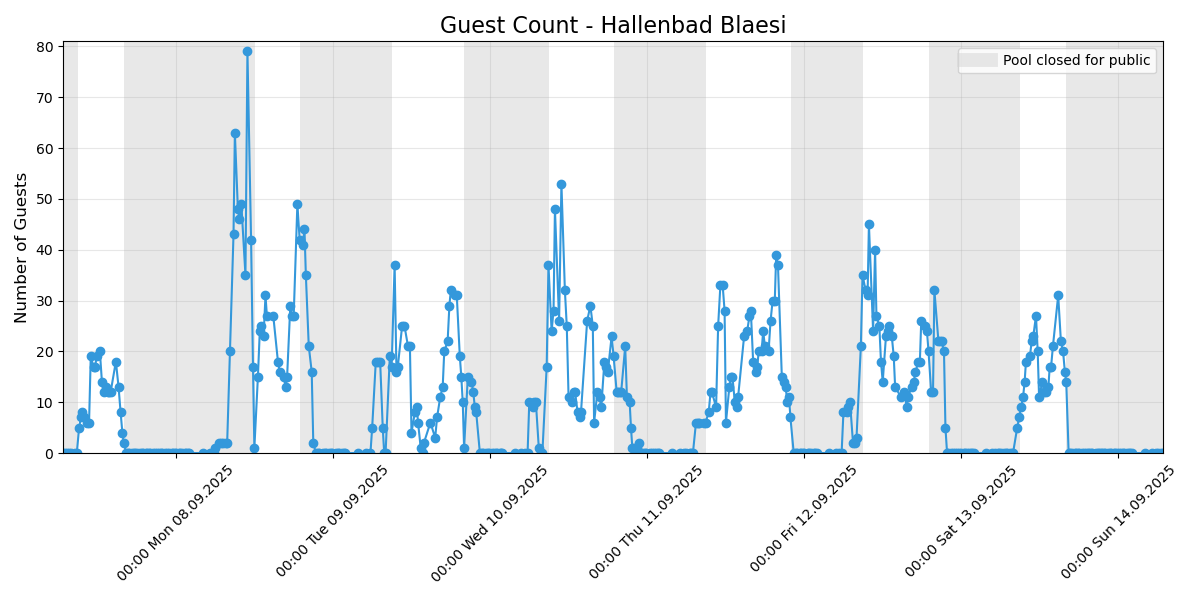 Guest Count - Hallenbad Blaesi
Pool closed for public
Number of Guests
80
70
60
50
40
30
20
10
0
00:00 Mon 08.09.2025
00:00 Tue 09.09.2025
00:00 Wed 10.09.2025
00:00 Thu 11.09.2025
00:00 Fri 12.09.2025
00:00 Sat 13.09.2025
00:00 Sun 14.09.2025